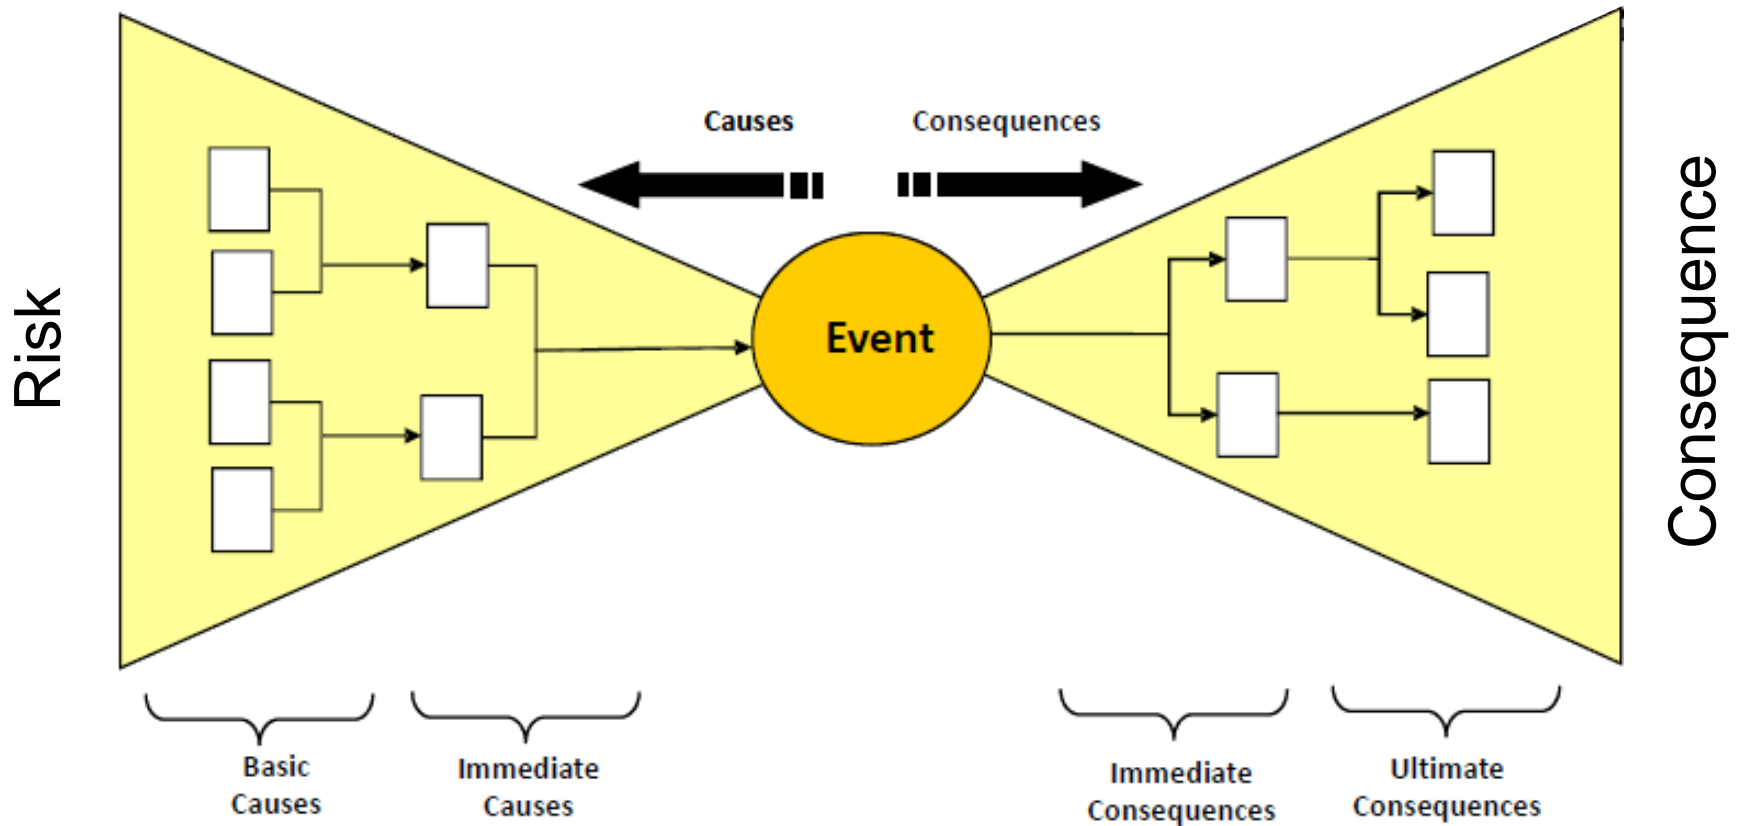 Causes
Consequences
Risk
Event
Consequence
Basic
Causes
Immediate
Causes
Immediate
Consequences
Ultimate
Consequences